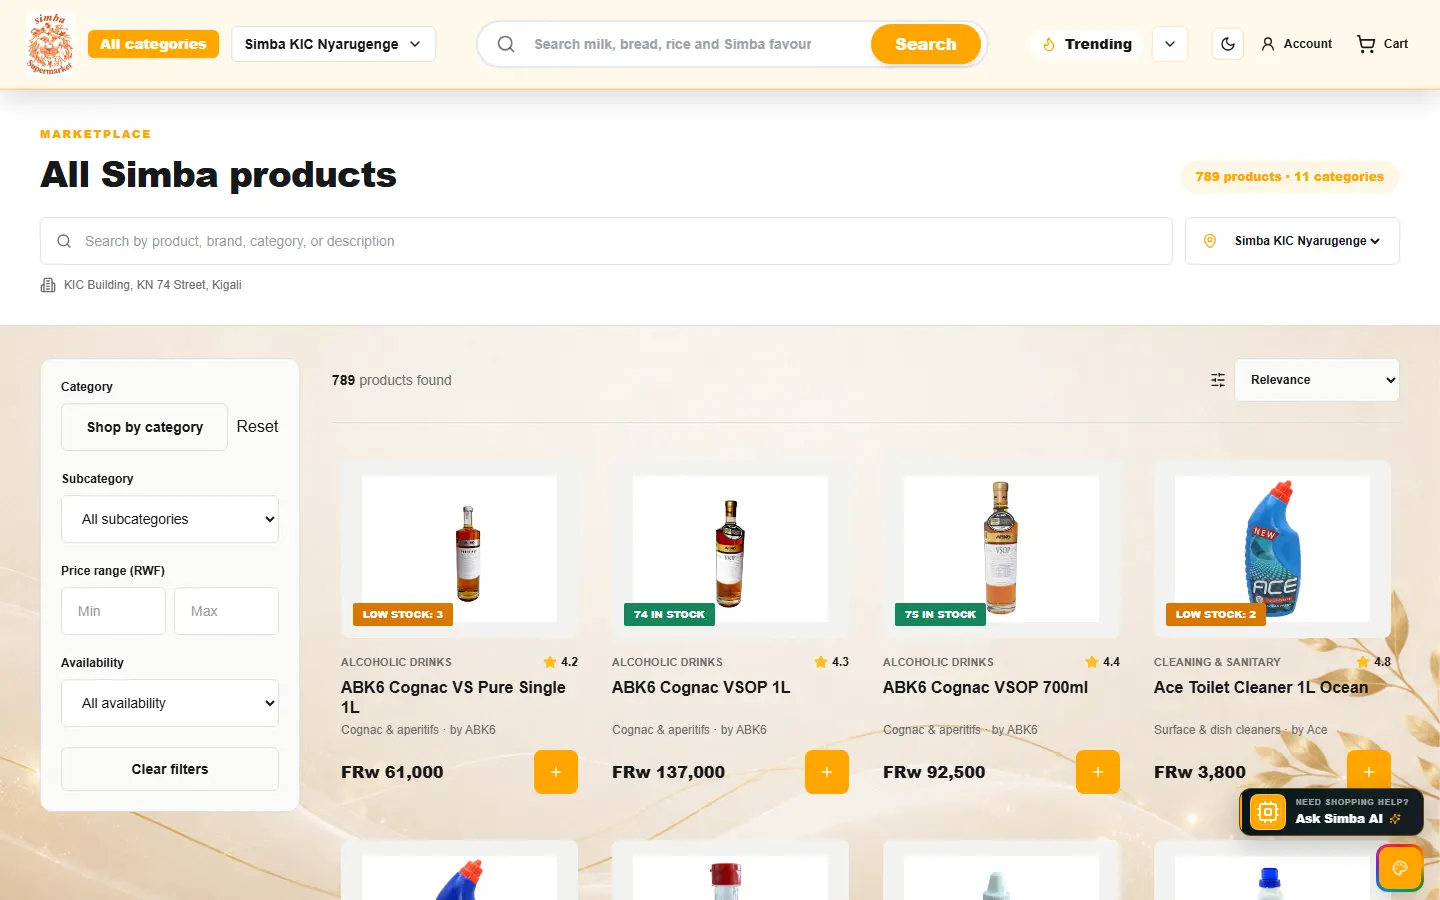 simba
Supermarket
All categories
Simba KIC Nyarugenge
Search milk, bread, rice and Simba favour
Search
Trending
Account
Cart
MARKETPLACE
All Simba products
789 products • 11 categories
Search by product, brand, category, or description
Simba KIC Nyarugenge
KIC Building, KN 74 Street, Kigali
Category
Shop by category
Reset
Subcategory
All subcategories
Price range (RWF)
Min
Max
Availability
All availability
Clear filters
789 products found
Relevance
LOW STOCK: 3
ALCOHOLIC DRINKS
4.2
ABK6 Cognac VS Pure Single
1L
Cognac & aperitifs · by ABK6
FRw 61,000
+
VSOP
74 IN STOCK
ALCOHOLIC DRINKS
4.3
ABK6 Cognac VSOP 1L
Cognac & aperitifs · by ABK6
FRw 137,000
+
ABK6
VSOP
75 IN STOCK
ALCOHOLIC DRINKS
4.4
ABK6 Cognac VSOP 700ml
Cognac & aperitifs · by ABK6
FRw 92,500
+
NEW
ACE
LOW STOCK: 2
CLEANING & SANITARY
4.8
Ace Toilet Cleaner 1L Ocean
Surface & dish cleaners · by Ace
FRw 3,800
+
NEED SHOPPING HELP?
Ask Simba AI